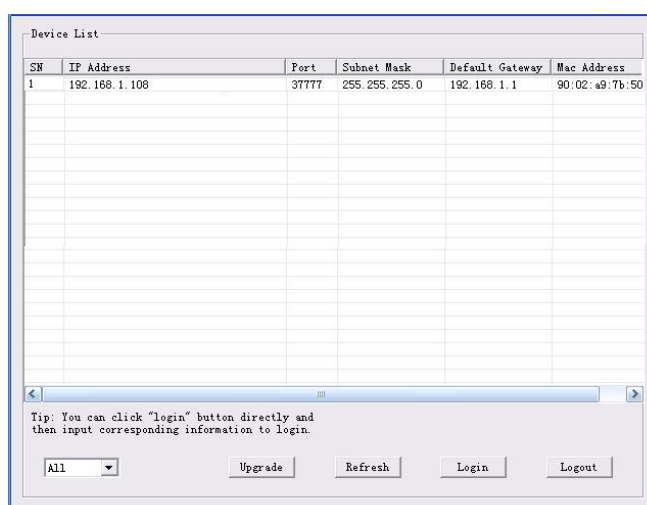 Device List
SN IP Address Port Subnet Mask Default Gateway Mac Address
1 192.168.1.108 37777 255.255.255.0 192.168.1.1 90:02:a9:7b:50
Tip: You can click "login" button directly and
then input corresponding information to login.
All Upgrade Refresh Login Logout